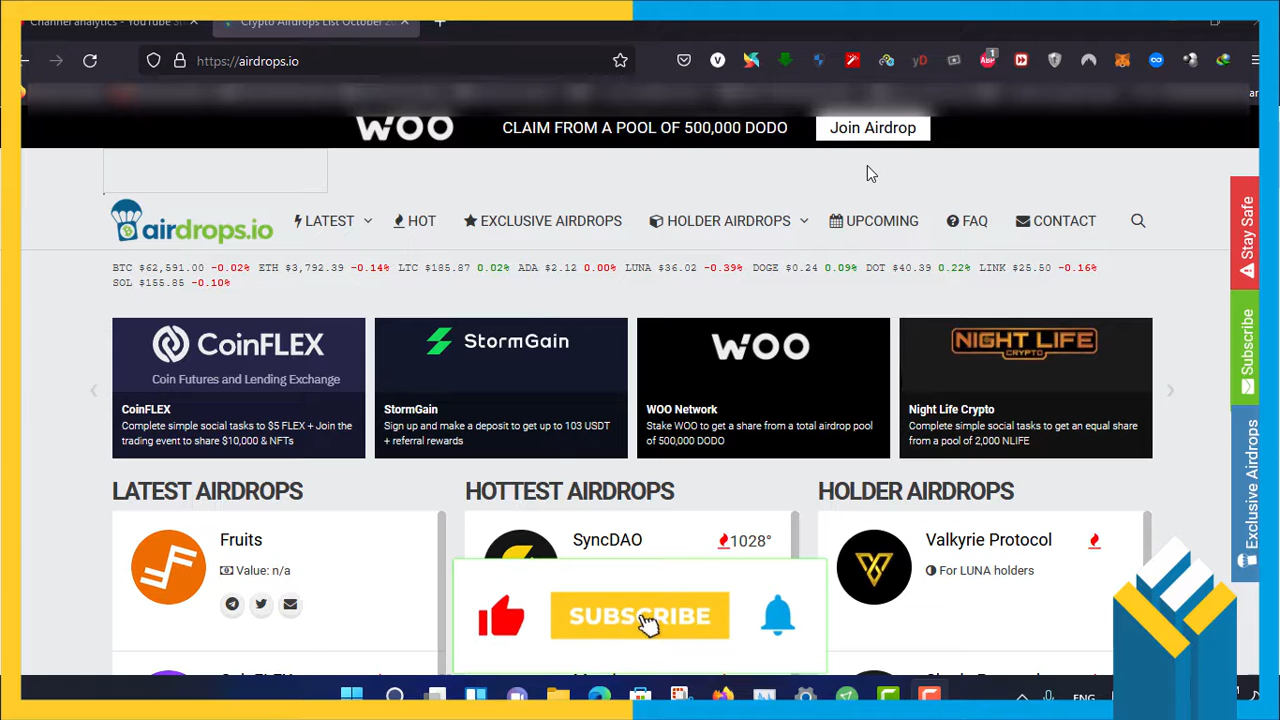 Channel analytics - YouTube St
Crypto Airdrops List October 20
https://airdrops.io
WOO
CLAIM FROM A POOL OF 500,000 DODO
Join Airdrop
airdrops.io
LATEST
HOT
EXCLUSIVE AIRDROPS
HOLDER AIRDROPS
UPCOMING
FAQ
CONTACT
BTC $62,591.00 -0.02% ETH $3,792.39 -0.14% LTC $185.87 0.02% ADA $2.12 0.00% LUNA $36.02 -0.39% DOGE $0.24 0.09% DOT $40.39 0.22% LINK $25.50 -0.16%
SOL $155.85 -0.10%
CoinFLEX
Coin Futures and Lending Exchange
CoinFLEX
Complete simple social tasks to $5 FLEX + Join the
trading event to share $10,000 & NFTs
StormGain
StormGain
Sign up and make a deposit to get up to 103 USDT
+ referral rewards
WOO
WOO Network
Stake WOO to get a share from a total airdrop pool
of 500,000 DODO
NIGHT LIFE
CRYPTO
Night Life Crypto
Complete simple social tasks to get an equal share
from a pool of 2,000 NLIFE
LATEST AIRDROPS
HOTTEST AIRDROPS
HOLDER AIRDROPS
Fruits
Value: n/a
SyncDAO
1028°
Valkyrie Protocol
For LUNA holders
SUBSCRIBE
Stay Safe
Subscribe
Exclusive Airdrops
ENG